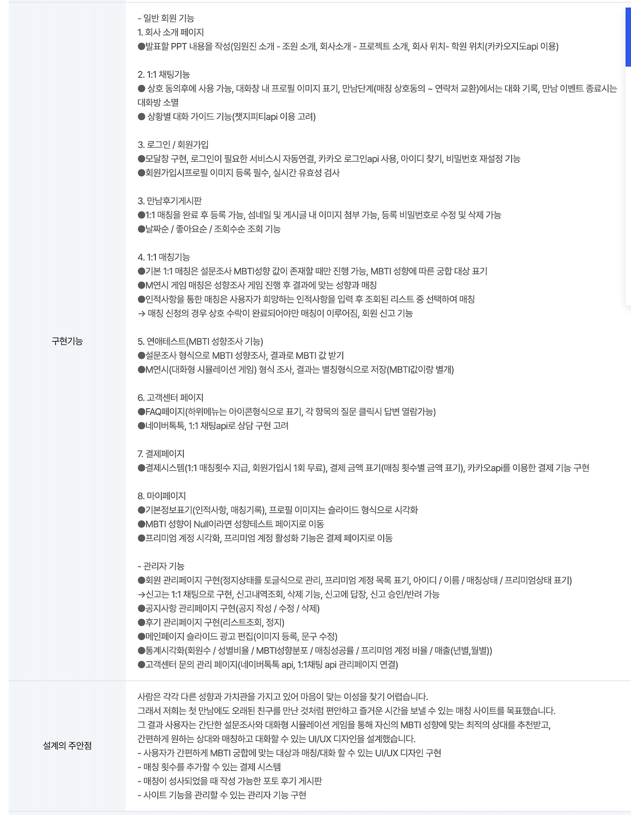 - 일반 회원 기능
1. 회사 소개 페이지
●발표할 PPT 내용을 작성(임원진 소개 - 조원 소개, 회사소개 - 프로젝트 소개, 회사 위치- 학원 위치(카카오지도api 이용)
2. 1:1 채팅기능
● 상호 동의후에 사용 가능, 대화창 내 프로필 이미지 표기, 만남단계(매칭 상호동의 ~ 연락처 교환)에서는 대화 기록, 만남 이벤트 종료시는
대화방 소멸
● 상황별 대화 가이드 기능(챗지피티api 이용 고려)
3. 로그인 / 회원가입
●모달창 구현, 로그인이 필요한 서비스시 자동연결, 카카오 로그인api 사용, 아이디 찾기, 비밀번호 재설정 기능
●회원가입시프로필 이미지 등록 필수, 실시간 유효성 검사
3. 만남후기게시판
●1:1 매칭을 완료 후 등록 가능, 섬네일 및 게시글 내 이미지 첨부 가능, 등록 비밀번호로 수정 및 삭제 가능
●날짜순 / 좋아요순 / 조회수순 조회 기능
4. 1:1 매칭기능
●기본 1:1 매칭은 설문조사 MBTI성향 값이 존재할 때만 진행 가능, MBTI 성향에 따른 궁합 대상 표기
●M연시 게임 매칭은 성향조사 게임 진행 후 결과에 맞는 성향과 매칭
●인적사항을 통한 매칭은 사용자가 희망하는 인적사항을 입력 후 조회된 리스트 중 선택하여 매칭
→ 매칭 신청의 경우 상호 수락이 완료되어야만 매칭이 이루어짐, 회원 신고 기능
구현기능
5. 연애테스트(MBTI 성향조사 기능)
●설문조사 형식으로 MBTI 성향조사, 결과로 MBTI 값 받기
●M연시(대화형 시뮬레이션 게임) 형식 조사, 결과는 별칭형식으로 저장(MBTI값이랑 별개)
6. 고객센터 페이지
●FAQ페이지(하위메뉴는 아이콘형식으로 표기, 각 항목의 질문 클릭시 답변 열람가능)
●네이버톡톡, 1:1 채팅api로 상담 구현 고려
7. 결제페이지
●결제시스템(1:1 매칭횟수 지급, 회원가입시 1회 무료), 결제 금액 표기(매칭 횟수별 금액 표기), 카카오api를 이용한 결제 기능 구현
8. 마이페이지
●기본정보표기(인적사항, 매칭기록), 프로필 이미지는 슬라이드 형식으로 시각화
●MBTI 성향이 Null이라면 성향테스트 페이지로 이동
●프리미엄 계정 시각화, 프리미엄 계정 활성화 기능은 결제 페이지로 이동
- 관리자 기능
●회원 관리페이지 구현(정지상태를 토글식으로 관리, 프리미엄 계정 목록 표기, 아이디 / 이름 / 매칭상태 / 프리미엄상태 표기)
→신고는 1:1 채팅으로 구현, 신고내역조회, 삭제 기능, 신고에 답장, 신고 승인/반려 가능
●공지사항 관리페이지 구현(공지 작성 / 수정 / 삭제)
●후기 관리페이지 구현(리스트조회, 정지)
●메인페이지 슬라이드 광고 편집(이미지 등록, 문구 수정)
●통계시각화(회원수 / 성별비율 / MBTI성향분포 / 매칭성공률 / 프리미엄 계정 비율 / 매출(년별,월별))
●고객센터 문의 관리 페이지(네이버톡톡 api, 1:1채팅 api 관리페이지 연결)
사람은 각각 다른 성향과 가치관을 가지고 있어 마음이 맞는 이성을 찾기 어렵습니다.
그래서 저희는 첫 만남에도 오래된 친구를 만난 것처럼 편안하고 즐거운 시간을 보낼 수 있는 매칭 사이트를 목표했습니다.
그 결과 사용자는 간단한 설문조사와 대화형 시뮬레이션 게임을 통해 자신의 MBTI 성향에 맞는 최적의 상대를 추천받고,
간편하게 원하는 상대와 매칭하고 대화할 수 있는 UI/UX 디자인을 설계했습니다.
설계의 주안점
- 사용자가 간편하게 MBTI 궁합에 맞는 대상과 매칭/대화 할 수 있는 UI/UX 디자인 구현
- 매칭 횟수를 추가할 수 있는 결제 시스템
- 매칭이 성사되었을 때 작성 가능한 포토 후기 게시판
- 사이트 기능을 관리할 수 있는 관리자 기능 구현